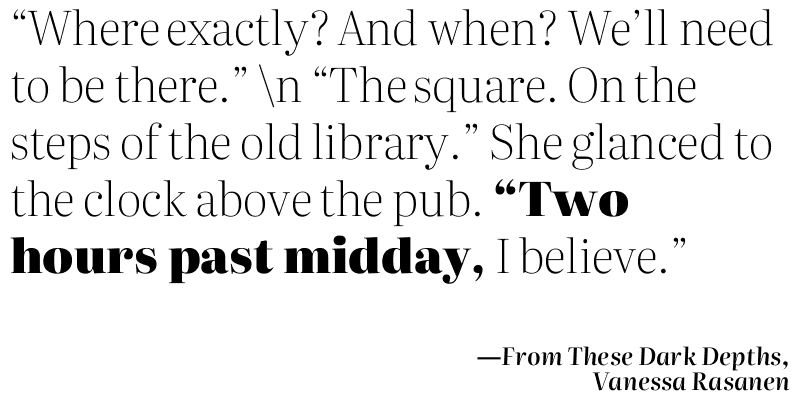 “Where exactly? And when? We’ll need
to be there.” \n “The square. On the
steps of the old library.” She glanced to
the clock above the pub. “Two
hours past midday, I believe.”
—From These Dark Depths,
Vanessa Rasanen